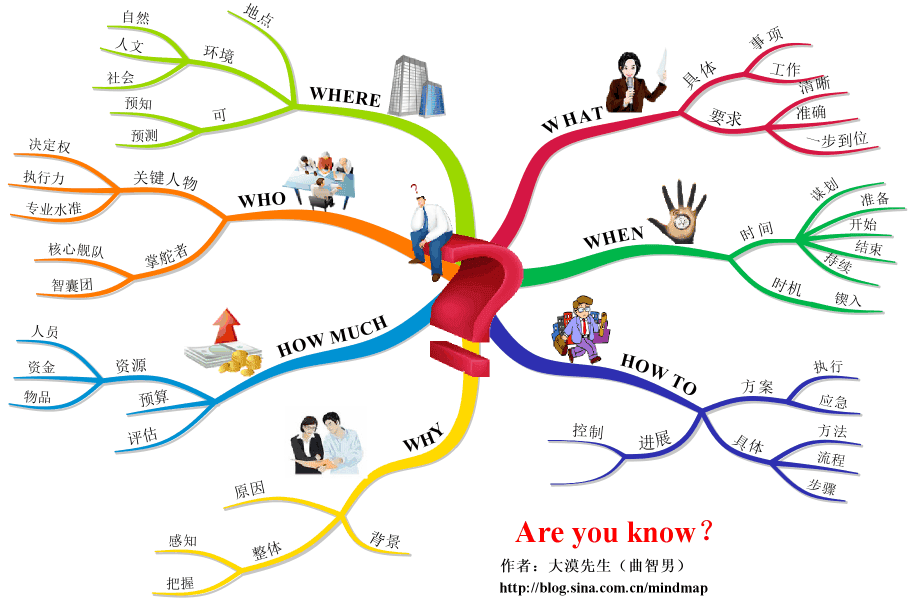 WHERE
地点
环境
自然
人文
社会
可
预知
预测
WHO
关键人物
决定权
执行力
专业水准
掌舵者
核心舰队
智囊团
HOW MUCH
资源
人员
资金
物品
预算
评估
WHY
原因
整体
感知
把握
背景
?
WHAT
具体
事项
工作
要求
清晰
准确
一步到位
WHEN
时间
谋划
准备
开始
结束
持续
时机
锲入
HOW TO
方案
执行
应急
具体
方法
流程
步骤
进展
控制
Are you know？
作者：大漠先生（曲智男）
http://blog.sina.com.cn/mindmap